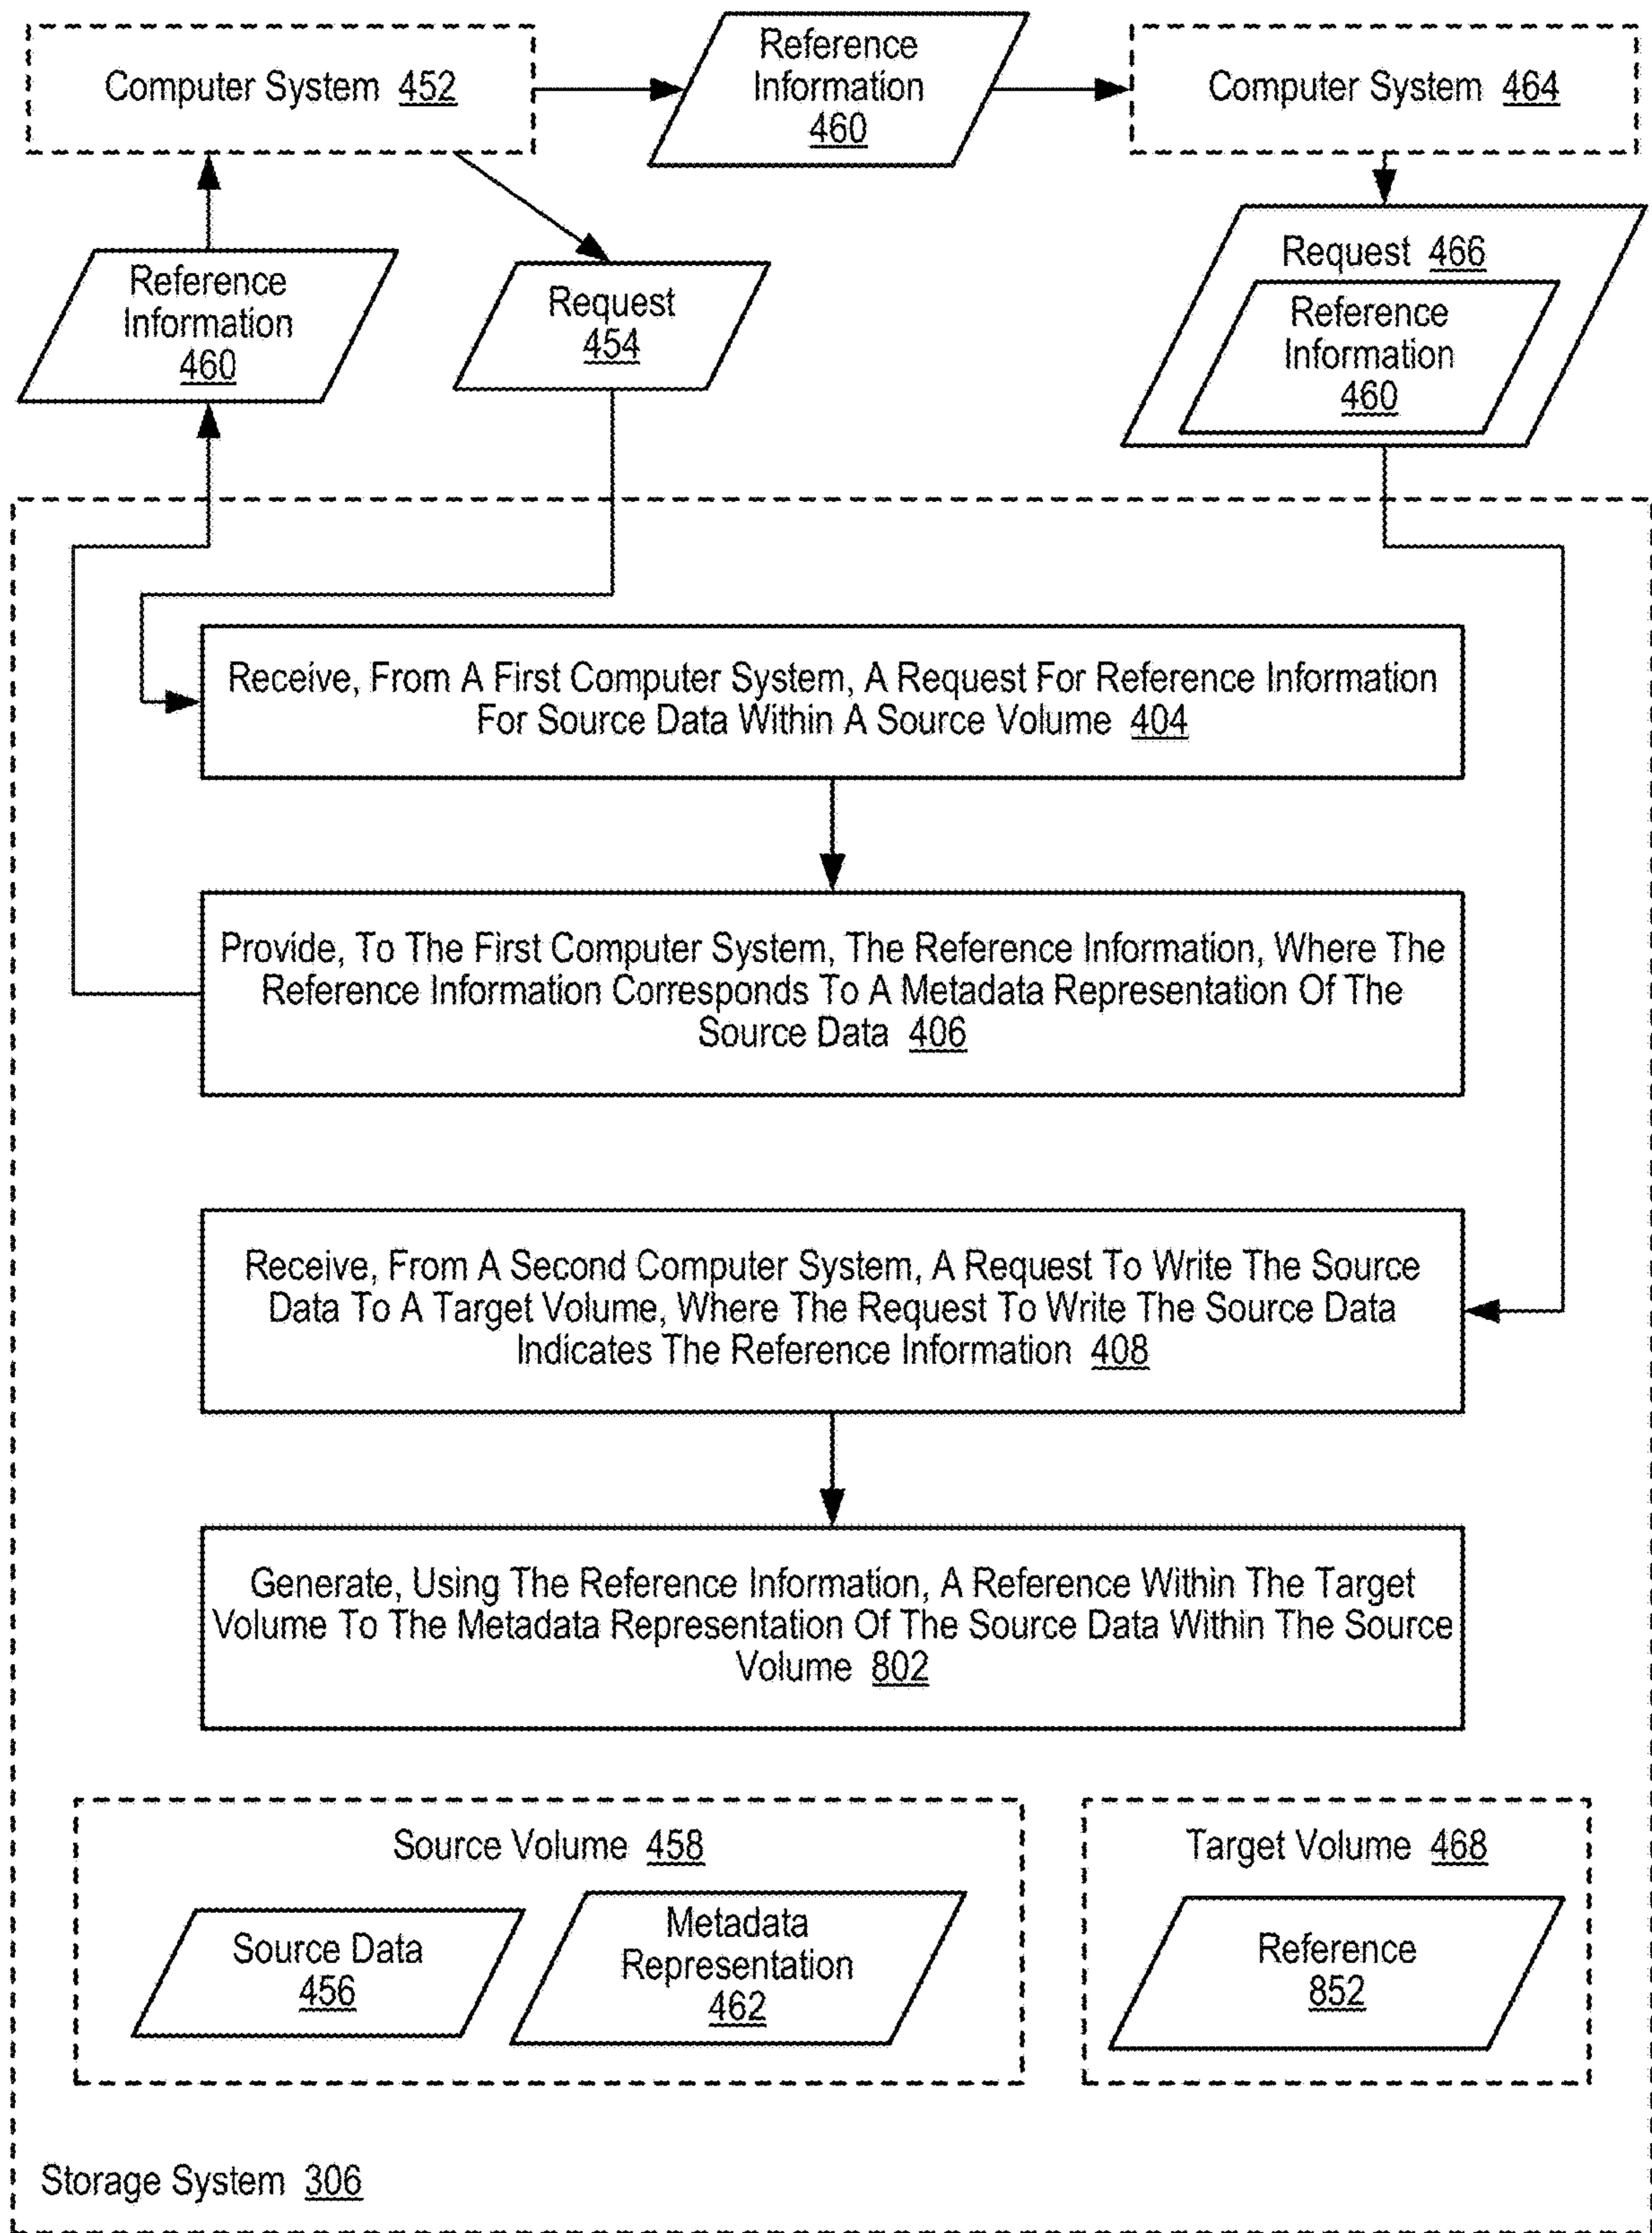 Computer System 452
Reference
Information
460
Computer System 464
Reference
Information
460
Request
454
Request 466
Reference
Information
460
Receive, From A First Computer System, A Request For Reference Information
For Source Data Within A Source Volume 404
Provide, To The First Computer System, The Reference Information, Where The
Reference Information Corresponds To A Metadata Representation Of The
Source Data 406
Receive, From A Second Computer System, A Request To Write The Source
Data To A Target Volume, Where The Request To Write The Source Data
Indicates The Reference Information 408
Generate, Using The Reference Information, A Reference Within The Target
Volume To The Metadata Representation Of The Source Data Within The Source
Volume 802
Source Volume 458
Source Data
456
Metadata
Representation
462
Target Volume 468
Reference
852
Storage System 306